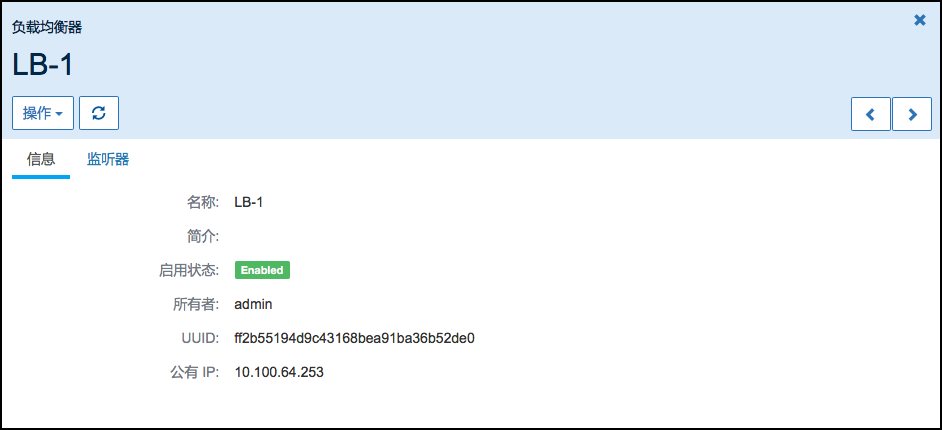 负载均衡器
LB-1
操作
信息 监听器
名称: LB-1
简介:
启用状态: Enabled
所有者: admin
UUID: ff2b55194d9c43168bea91ba36b52de0
公有 IP: 10.100.64.253